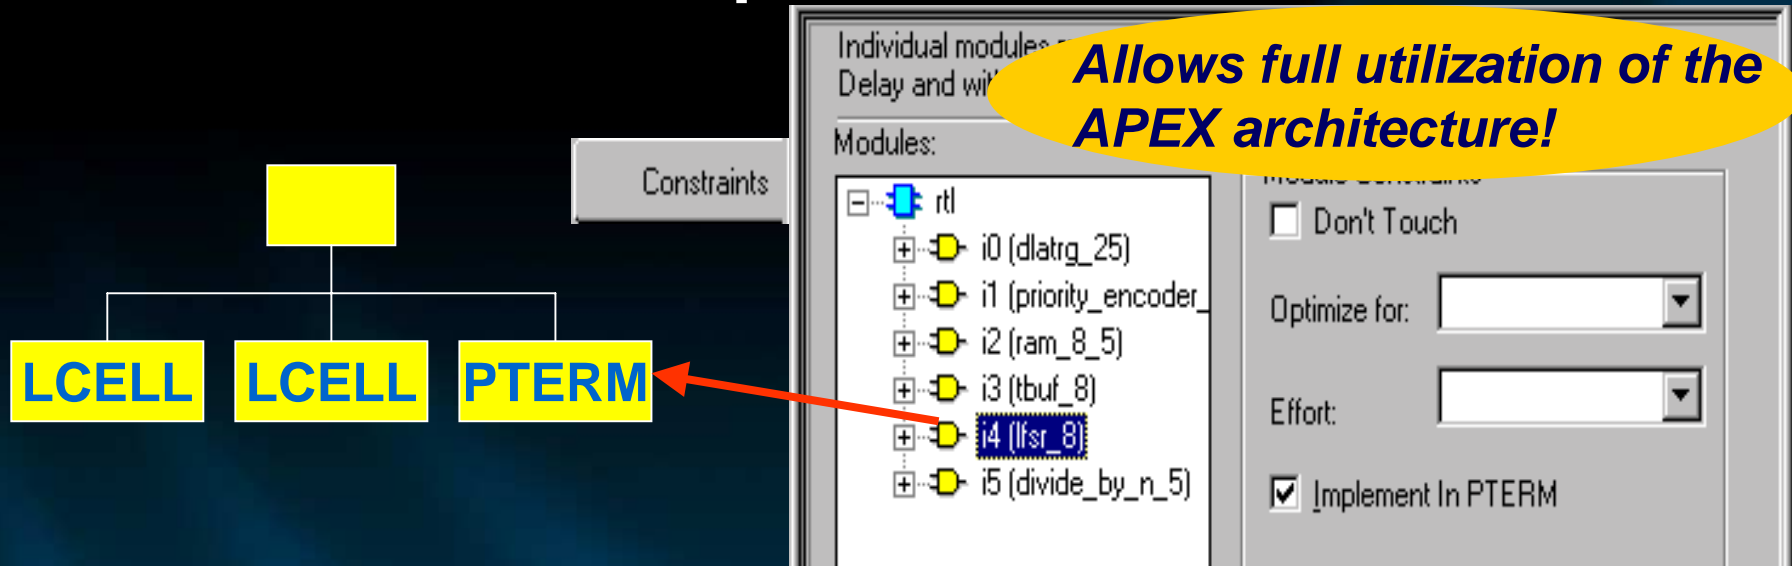 Individual modules
Delay and
Allows full utilization of the
APEX architecture!
Modules:
Constraints
rtl
Don't Touch
i0 (dlatrg_25)
i1 (priority_encoder_
Optimize for:
i2 (ram_8_5)
LCELL LCELL PTERM
i3 (tbuf_8)
Effort:
i4 (lfsr_8)
i5 (divide_by_n_5)
Implement In PTERM